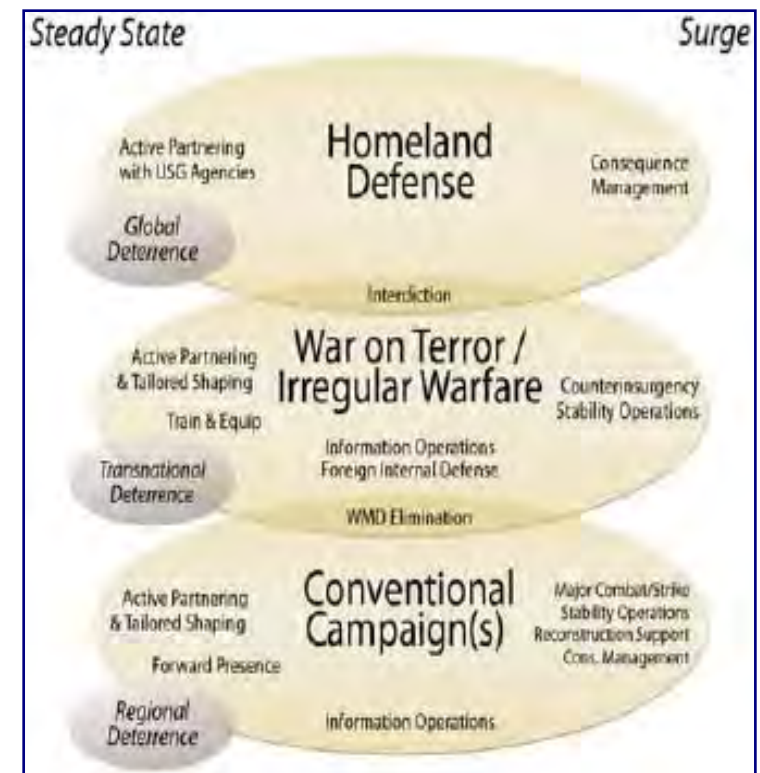 Steady State
Surge
Homeland
Defense
Active Partnering
with USG Agencies
Consequence
Management
Global
Deterrence
Interdiction
War on Terror /
Irregular Warfare
Active Partnering
& Tailored Shaping
Train & Equip
Counterinsurgency
Stability Operations
Information Operations
Foreign Internal Defense
Transnational
Deterrence
WMD Elimination
Conventional
Campaign(s)
Active Partnering
& Tailored Shaping
Forward Presence
Major Combat/Strike
Stability Operations
Reconstruction Support
Cons. Management
Regional
Deterrence
Information Operations